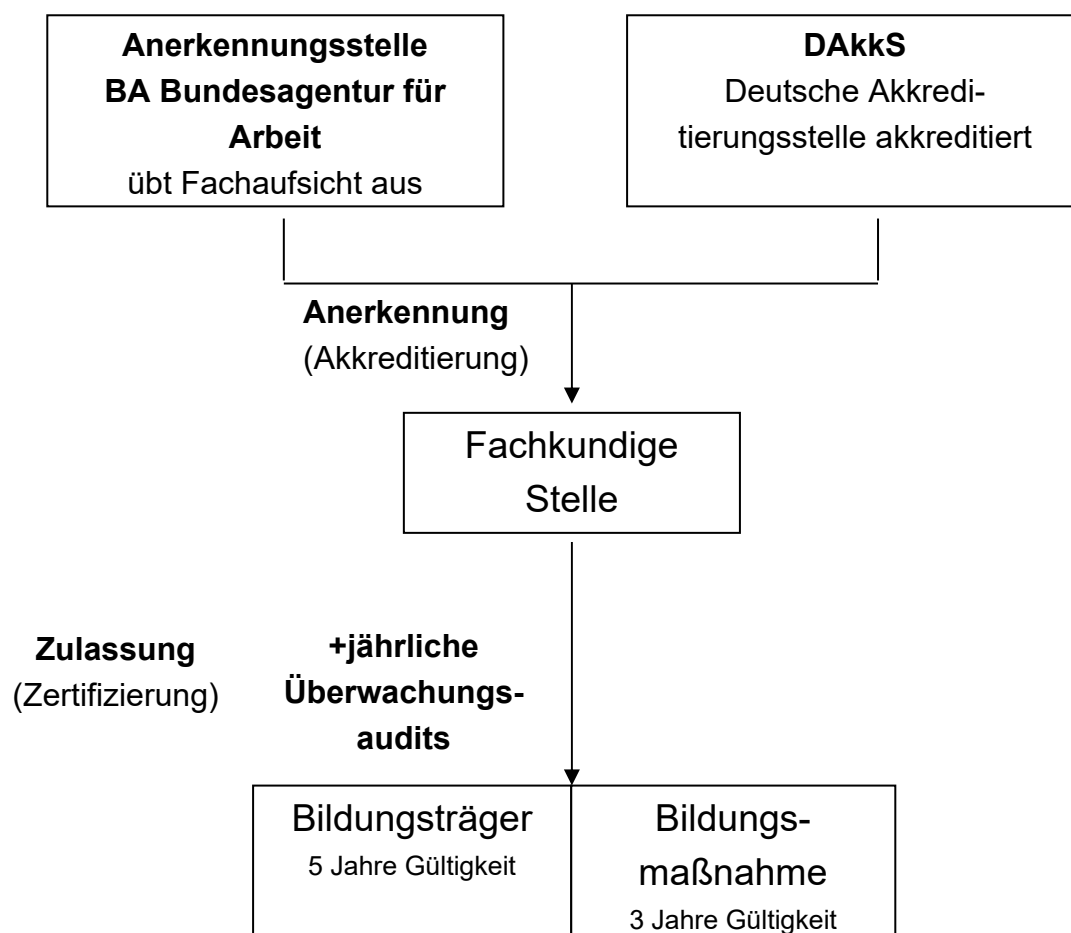 Anerkennungsstelle
BA Bundesagentur für
Arbeit
übt Fachaufsicht aus
DAkkS
Deutsche Akkredi-
tierungsstelle akkreditiert
Anerkennung
(Akkreditierung)
Fachkundige
Stelle
Zulassung
(Zertifizierung)
+jährliche
Überwachungs-
audits
Bildungsträger
5 Jahre Gültigkeit
Bildungs-
maßnahme
3 Jahre Gültigkeit